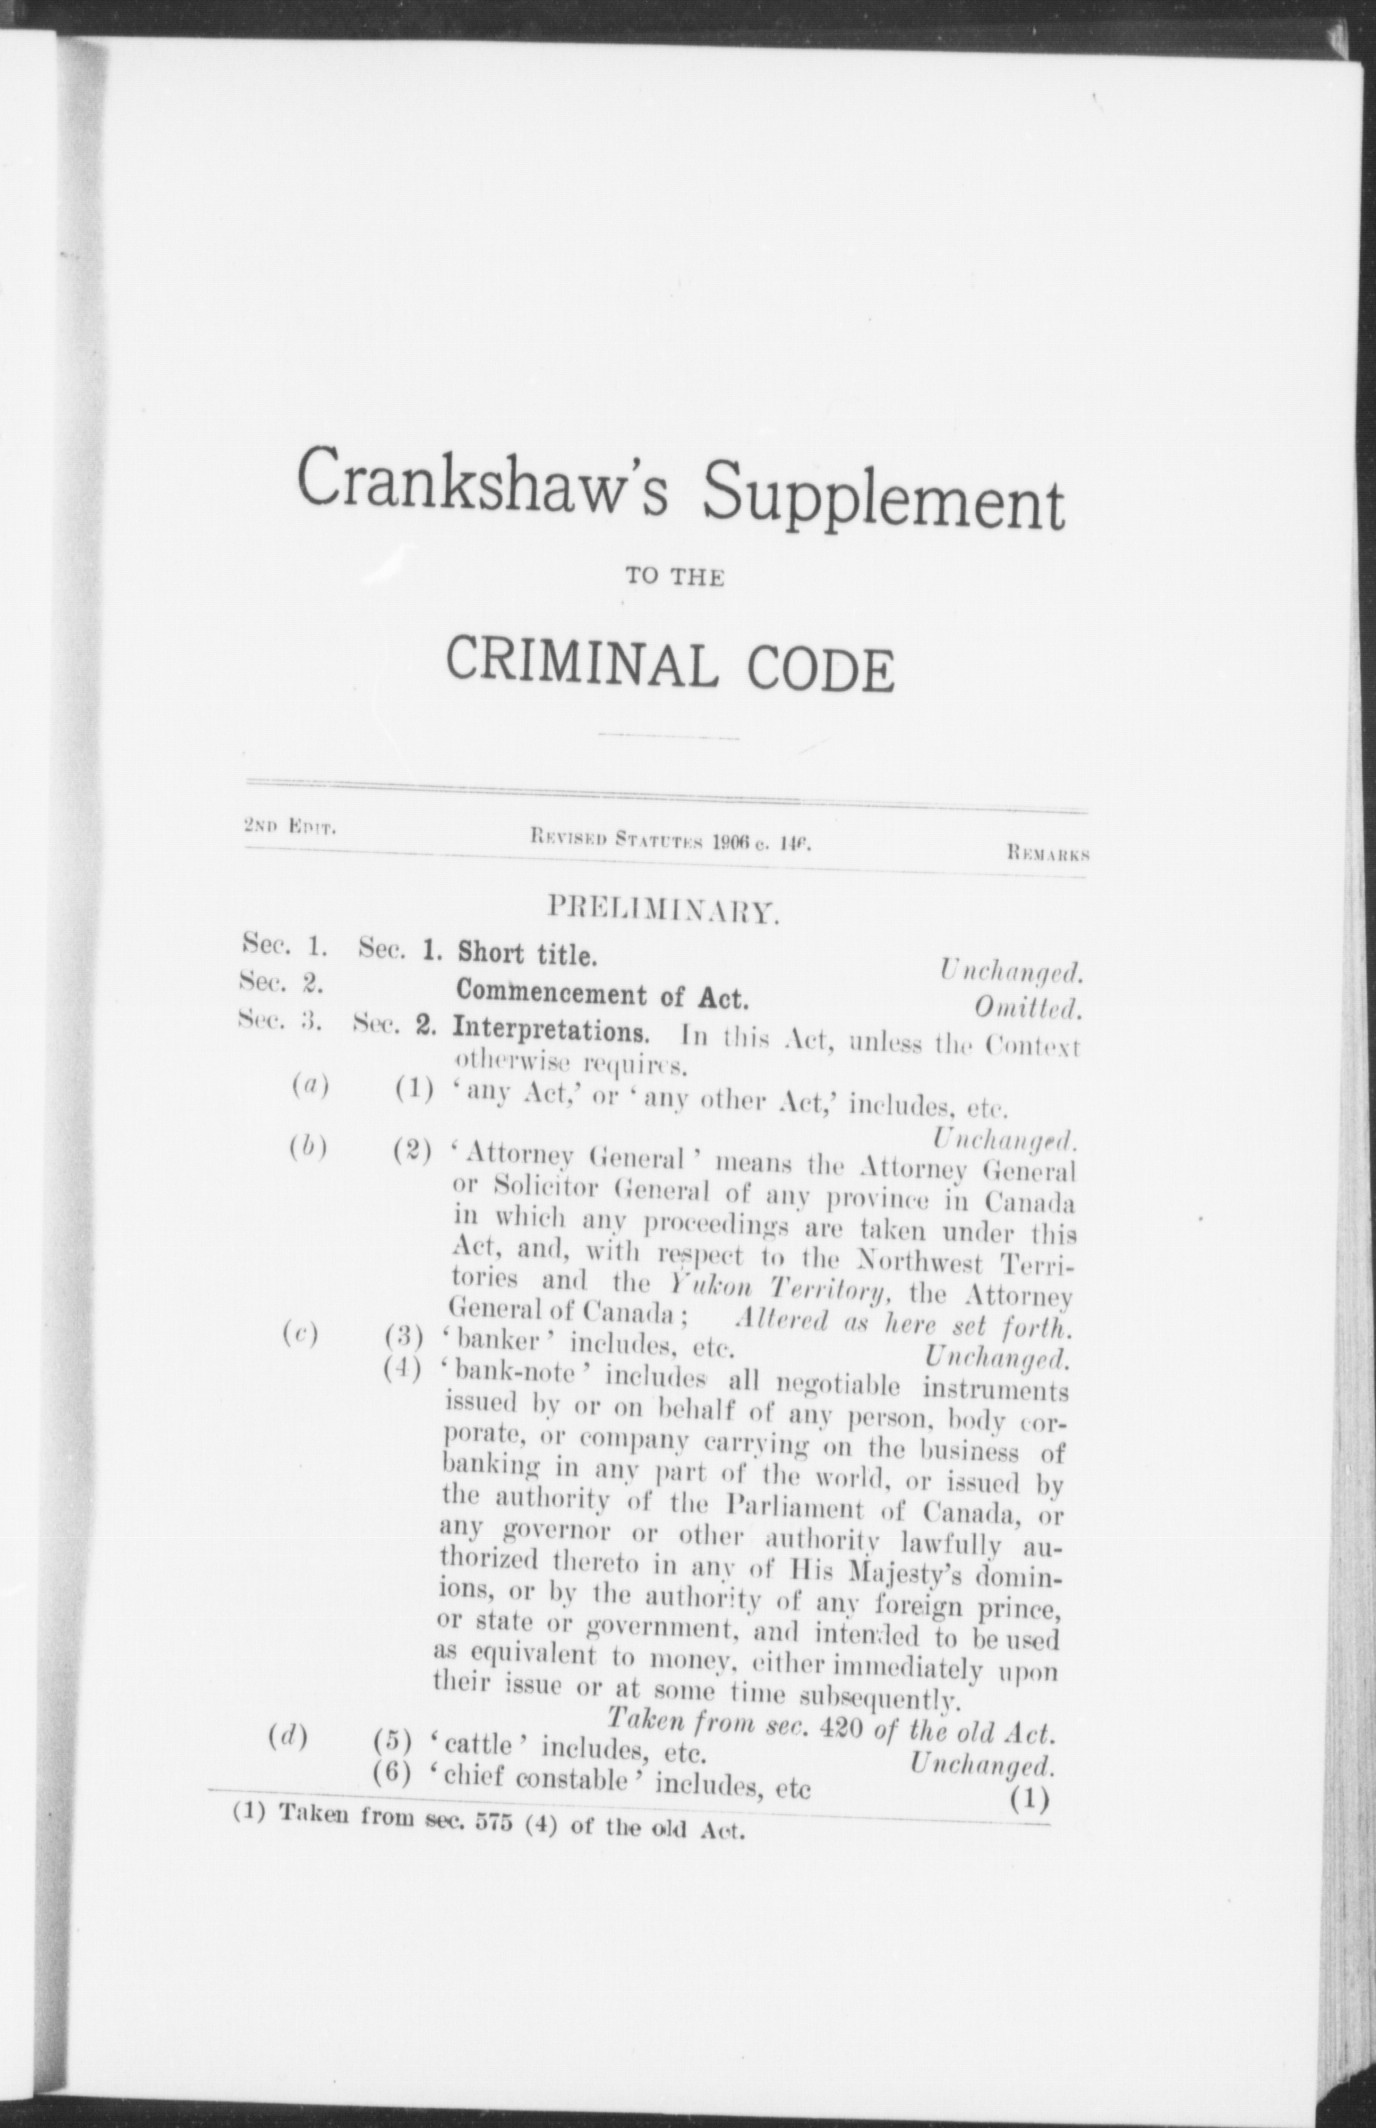 Crankshaw's Supplement
TO THE
CRIMINAL CODE
2ND EDIT. REVISED STATUTES 1906 c. 146. REMARKS
PRELIMINARY.
Sec. 1. Sec. 1. Short title. Unchanged.
Sec. 2. Commencement of Act. Omitted.
Sec. 3. Sec. 2. Interpretations. In this Act, unless the Context
otherwise requires.
(a) (1) ‘any Act,’ or ‘any other Act,’ includes, etc.
Unchanged.
(b) (2) ‘Attorney General’ means the Attorney General
or Solicitor General of any province in Canada
in which any proceedings are taken under this
Act, and, with respect to the Northwest Terri-
tories and the Yukon Territory, the Attorney
General of Canada; Altered as here set forth.
(c) (3) ‘banker’ includes, etc. Unchanged.
(4) ‘bank-note’ includes all negotiable instruments
issued by or on behalf of any person, body cor-
porate, or company carrying on the business of
banking in any part of the world, or issued by
the authority of the Parliament of Canada, or
any governor or other authority lawfully au-
thorized thereto in any of His Majesty's domin-
ions, or by the authority of any foreign prince,
or state or government, and intended to be used
as equivalent to money, either immediately upon
their issue or at some time subsequently.
Taken from sec. 420 of the old Act.
(d) (5) ‘cattle’ includes, etc. Unchanged.
(6) ‘chief constable’ includes, etc (1)
(1) Taken from sec. 575 (4) of the old Act.